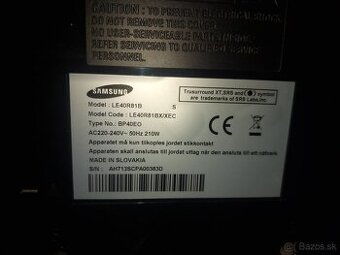 CAUTION : TO PREVENT ELECTRICAL SHOCK
DO NOT REMOVE COVER
NO USER SERVICEABLE PARTS INSIDE.
REFER SERVICING TO QUALIFIED SERVICE
PERSONNEL.
SAMSUNG
Trusurround XT, SRS and symbol
are trademarks of SRS Labs, Inc.
Model : LE40R81B S
Model Code : LE40R81BX/XEC
Type No. : BP40EO
AC220-240V~ 50Hz 210W
Apparatet må kun tilkoples jordet stikkontakt
Apparaten skall anslutas till jordat uttag när den ansluts till ett nätverk.
MADE IN SLOVAKIA
S/N : AH713SCPA00383D
Bazos.sk